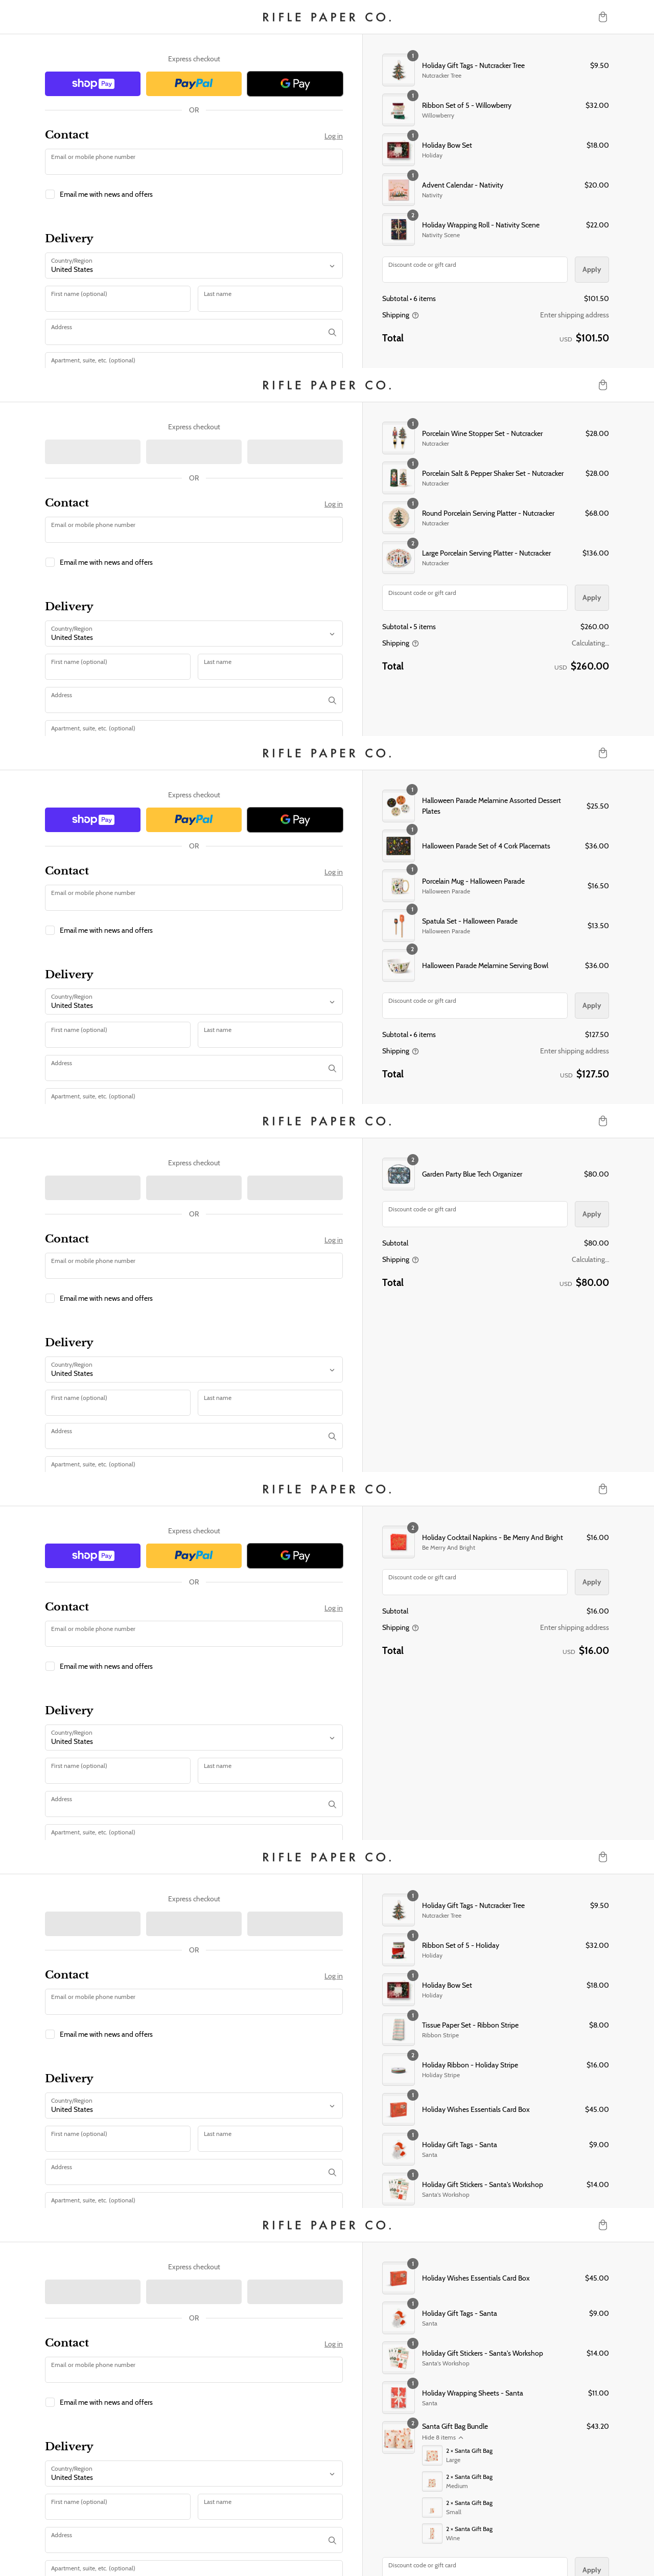 RIFLE PAPER CO.
Express checkout
shop Pay
PayPal
G Pay
OR
Contact
Log in
Email or mobile phone number
Email me with news and offers
Delivery
Country/Region
United States
First name (optional)
Last name
Address
Apartment, suite, etc. (optional)
1
Holiday Gift Tags - Nutcracker Tree
$9.50
Nutcracker Tree
1
Ribbon Set of 5 - Willowberry
$32.00
Willowberry
1
Holiday Bow Set
$18.00
Holiday
1
Advent Calendar - Nativity
$20.00
Nativity
2
Holiday Wrapping Roll - Nativity Scene
$22.00
Nativity Scene
Discount code or gift card
Apply
Subtotal • 6 items
$101.50
Shipping
Enter shipping address
Total
USD $101.50
RIFLE PAPER CO.
Express checkout
OR
Contact
Log in
Email or mobile phone number
Email me with news and offers
Delivery
Country/Region
United States
First name (optional)
Last name
Address
Apartment, suite, etc. (optional)
1
Porcelain Wine Stopper Set - Nutcracker
$28.00
Nutcracker
1
Porcelain Salt & Pepper Shaker Set - Nutcracker
$28.00
Nutcracker
1
Round Porcelain Serving Platter - Nutcracker
$68.00
Nutcracker
2
Large Porcelain Serving Platter - Nutcracker
$136.00
Nutcracker
Discount code or gift card
Apply
Subtotal • 5 items
$260.00
Shipping
Calculating...
Total
USD $260.00
RIFLE PAPER CO.
Express checkout
shop Pay
PayPal
G Pay
OR
Contact
Log in
Email or mobile phone number
Email me with news and offers
Delivery
Country/Region
United States
First name (optional)
Last name
Address
Apartment, suite, etc. (optional)
1
Halloween Parade Melamine Assorted Dessert
Plates
$25.50
1
Halloween Parade Set of 4 Cork Placemats
$36.00
1
Porcelain Mug - Halloween Parade
$16.50
Halloween Parade
1
Spatula Set - Halloween Parade
$13.50
Halloween Parade
2
Halloween Parade Melamine Serving Bowl
$36.00
Discount code or gift card
Apply
Subtotal • 6 items
$127.50
Shipping
Enter shipping address
Total
USD $127.50
RIFLE PAPER CO.
Express checkout
OR
Contact
Log in
Email or mobile phone number
Email me with news and offers
Delivery
Country/Region
United States
First name (optional)
Last name
Address
Apartment, suite, etc. (optional)
2
Garden Party Blue Tech Organizer
$80.00
Discount code or gift card
Apply
Subtotal
$80.00
Shipping
Calculating...
Total
USD $80.00
RIFLE PAPER CO.
Express checkout
shop Pay
PayPal
G Pay
OR
Contact
Log in
Email or mobile phone number
Email me with news and offers
Delivery
Country/Region
United States
First name (optional)
Last name
Address
Apartment, suite, etc. (optional)
2
Holiday Cocktail Napkins - Be Merry And Bright
$16.00
Be Merry And Bright
Discount code or gift card
Apply
Subtotal
$16.00
Shipping
Enter shipping address
Total
USD $16.00
RIFLE PAPER CO.
Express checkout
OR
Contact
Log in
Email or mobile phone number
Email me with news and offers
Delivery
Country/Region
United States
First name (optional)
Last name
Address
Apartment, suite, etc. (optional)
1
Holiday Gift Tags - Nutcracker Tree
$9.50
Nutcracker Tree
1
Ribbon Set of 5 - Holiday
$32.00
Holiday
1
Holiday Bow Set
$18.00
Holiday
1
Tissue Paper Set - Ribbon Stripe
$8.00
Ribbon Stripe
2
Holiday Ribbon - Holiday Stripe
$16.00
Holiday Stripe
1
Holiday Wishes Essentials Card Box
$45.00
1
Holiday Gift Tags - Santa
$9.00
Santa
1
Holiday Gift Stickers - Santa's Workshop
$14.00
Santa's Workshop
RIFLE PAPER CO.
Express checkout
OR
Contact
Log in
Email or mobile phone number
Email me with news and offers
Delivery
Country/Region
United States
First name (optional)
Last name
Address
Apartment, suite, etc. (optional)
1
Holiday Wishes Essentials Card Box
$45.00
1
Holiday Gift Tags - Santa
$9.00
Santa
1
Holiday Gift Stickers - Santa's Workshop
$14.00
Santa's Workshop
1
Holiday Wrapping Sheets - Santa
$11.00
Santa
2
Santa Gift Bag Bundle
$43.20
Hide 8 items
2 × Santa Gift Bag
Large
2 × Santa Gift Bag
Medium
2 × Santa Gift Bag
Small
2 × Santa Gift Bag
Wine
Discount code or gift card
Apply